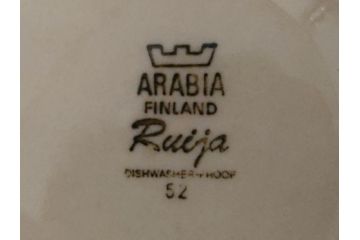 ARABIA
FINLAND
Ruija
DISHWASHER-PROOF
52